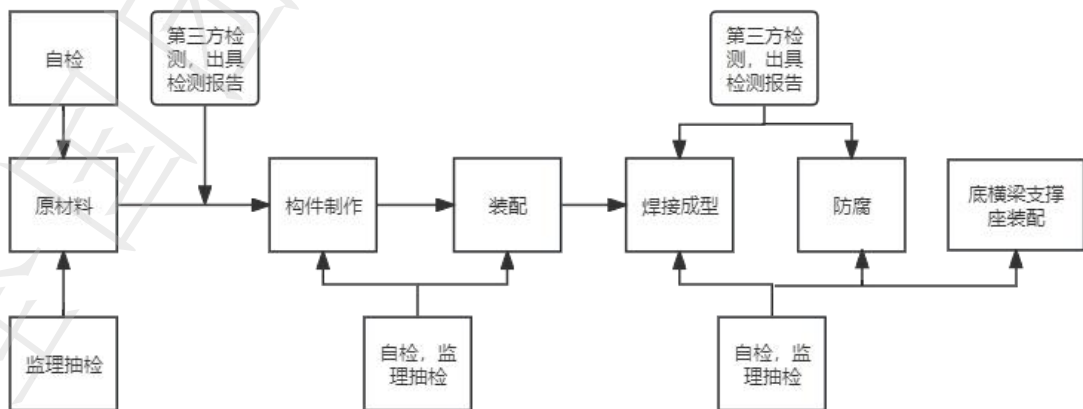 自检
第三方检
测，出具
检测报告
第三方检
测，出具
检测报告
原材料
构件制作
装配
焊接成型
防腐
底横梁支撑
座装配
监理抽检
自检，监
理抽检
自检，监
理抽检